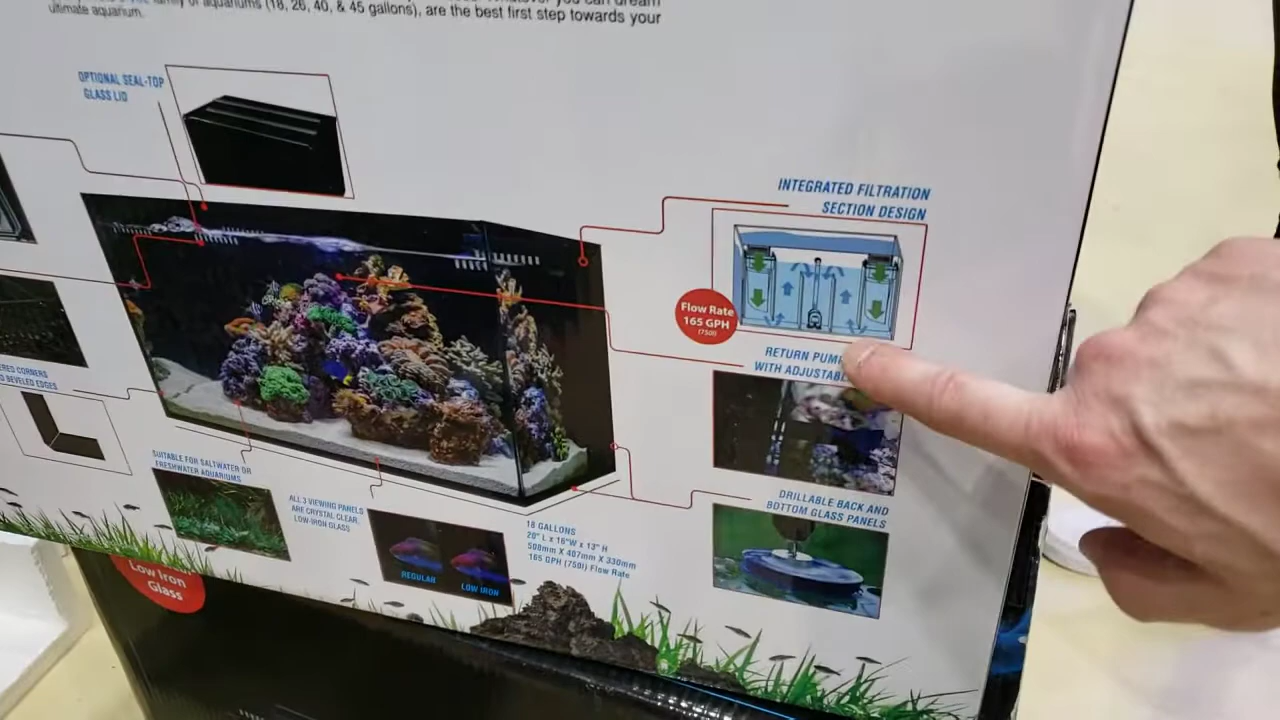 family of aquariums (18, 26, 40, & 45 gallons), are the best first step towards your
ultimate aquarium.
OPTIONAL SEAL-TOP
GLASS LID
INTEGRATED FILTRATION
SECTION DESIGN
Flow Rate
165 GPH
(750l)
RETURN
WITH
BEVELED EDGES
SUITABLE FOR SALTWATER OR
FRESHWATER AQUARIUMS
ALL 3 VIEWING PANELS
ARE CRYSTAL CLEAR,
LOW-IRON GLASS
REGULAR
LOW IRON
18 GALLONS
20" L x 16"W x 13" H
508mm X 407mm X 330mm
165 GPH (750l) Flow Rate
DRILLABLE BACK AND
BOTTOM GLASS PANELS
Low Iron
Glass